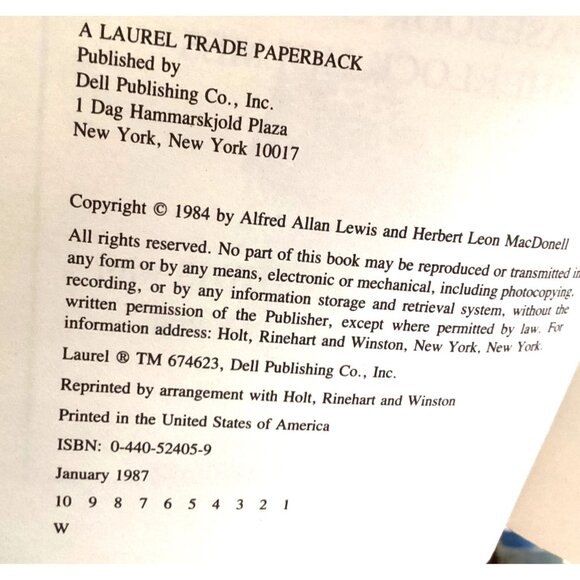 A LAUREL TRADE PAPERBACK
Published by
Dell Publishing Co., Inc.
1 Dag Hammarskjold Plaza
New York, New York 10017
Copyright © 1984 by Alfred Allan Lewis and Herbert Leon MacDonell
All rights reserved. No part of this book may be reproduced or transmitted in
any form or by any means, electronic or mechanical, including photocopying,
recording, or by any information storage and retrieval system, without the
written permission of the Publisher, except where permitted by law. For
information address: Holt, Rinehart and Winston, New York, New York.
Laurel ® TM 674623, Dell Publishing Co., Inc.
Reprinted by arrangement with Holt, Rinehart and Winston
Printed in the United States of America
ISBN: 0-440-52405-9
January 1987
10 9 8 7 6 5 4 3 2 1
W